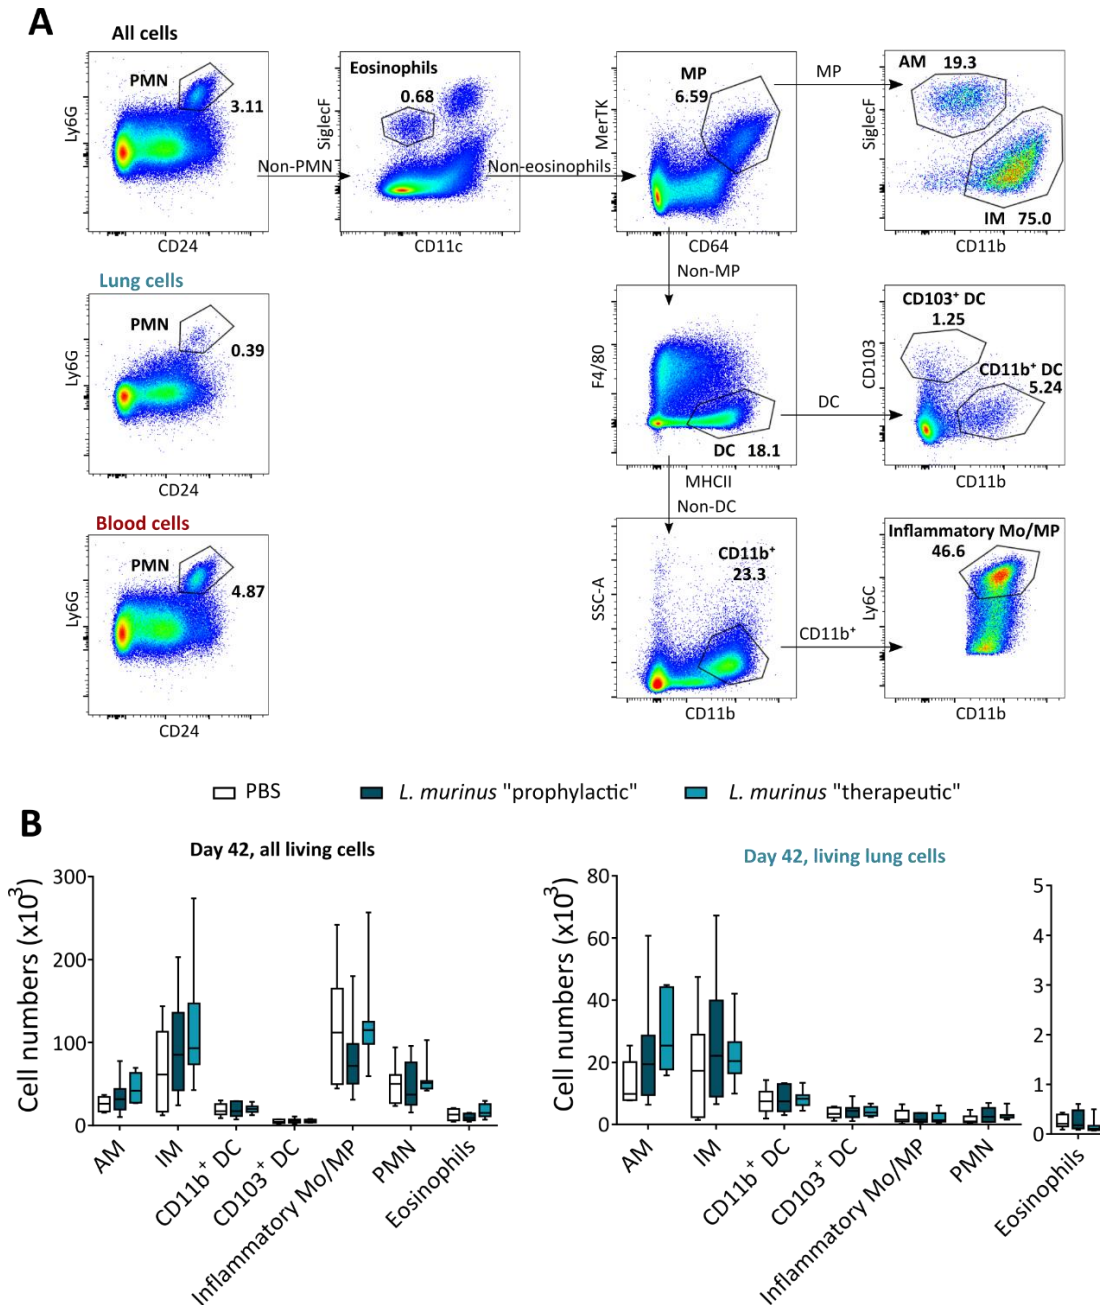 A
All cells
PMN
3.11
Ly6G
CD24
Non-PMN
Eosinophils
0.68
SiglecF
CD11c
Non-eosinophils
MP
6.59
MerTK
CD64
MP
AM 19.3
SiglecF
IM 75.0
CD11b
Non-MP
Lung cells
PMN
0.39
Ly6G
CD24
F4/80
DC 18.1
MHCII
DC
CD103⁺ DC
1.25
CD11b⁺ DC
5.24
CD103
CD11b
Non-DC
Blood cells
PMN
4.87
Ly6G
CD24
CD11b⁺
23.3
SSC-A
CD11b
CD11b⁺
Inflammatory Mo/MP
46.6
Ly6C
CD11b
PBS
L. murinus "prophylactic"
L. murinus "therapeutic"
B
Day 42, all living cells
Cell numbers (x10³)
300
200
100
0
AM
IM
CD11b⁺ DC
CD103⁺ DC
Inflammatory Mo/MP
PMN
Eosinophils
Day 42, living lung cells
Cell numbers (x10³)
80
60
40
20
0
AM
IM
CD11b⁺ DC
CD103⁺ DC
Inflammatory Mo/MP
PMN
5
4
3
2
1
0
Eosinophils